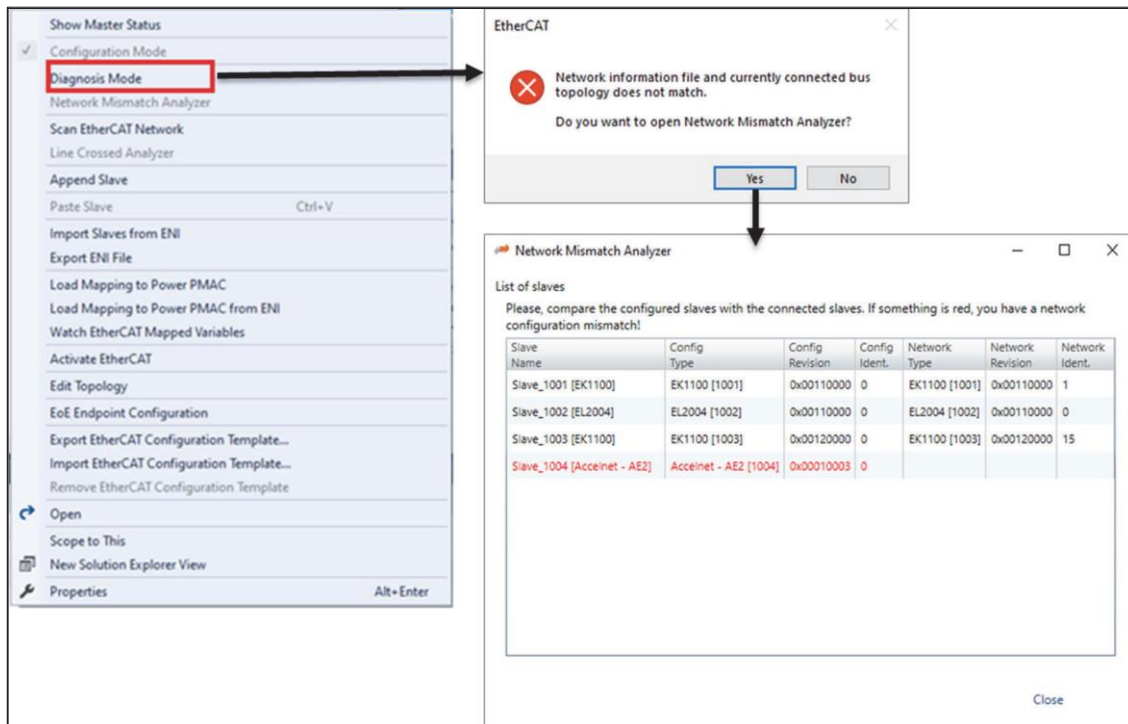 Show Master Status
Configuration Mode
Diagnosis Mode
Network Mismatch Analyzer
Scan EtherCAT Network
Line Crossed Analyzer
Append Slave
Paste Slave Ctrl+V
Import Slaves from ENI
Export ENI File
Load Mapping to Power PMAC
Load Mapping to Power PMAC from ENI
Watch EtherCAT Mapped Variables
Activate EtherCAT
Edit Topology
EoE Endpoint Configuration
Export EtherCAT Configuration Template...
Import EtherCAT Configuration Template...
Remove EtherCAT Configuration Template
Open
Scope to This
New Solution Explorer View
Properties Alt+Enter
EtherCAT
Network information file and currently connected bus
topology does not match.
Do you want to open Network Mismatch Analyzer?
Yes No
Network Mismatch Analyzer
List of slaves
Please, compare the configured slaves with the connected slaves. If something is red, you have a network
configuration mismatch!
Slave Config Config Config Network Network Network
Name Type Revision Ident. Type Revision Ident.
Slave_1001 [EK1100] EK1100 [1001] 0x00110000 0 EK1100 [1001] 0x00110000 1
Slave_1002 [EL2004] EL2004 [1002] 0x00110000 0 EL2004 [1002] 0x00110000 0
Slave_1003 [EK1100] EK1100 [1003] 0x00120000 0 EK1100 [1003] 0x00120000 15
Slave_1004 [Accelnet - AE2] Accelnet - AE2 [1004] 0x00010003 0
Close